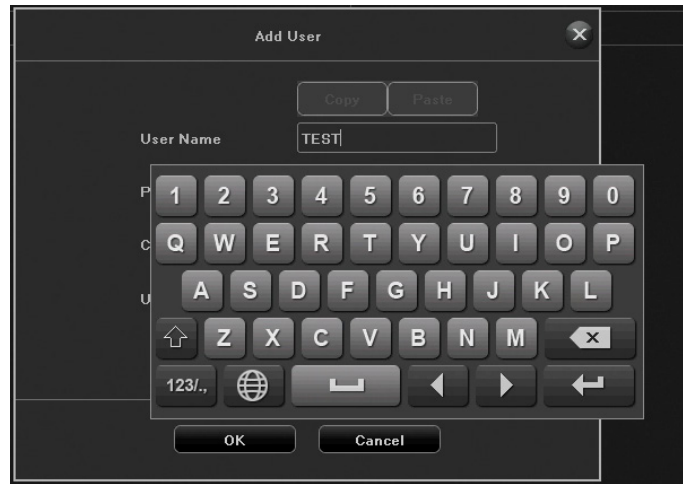 Add User
Copy Paste
User Name TEST
P 1 2 3 4 5 6 7 8 9 0
C Q W E R T Y U I O P
U A S D F G H J K L
Z X C V B N M
123/.,
OK Cancel